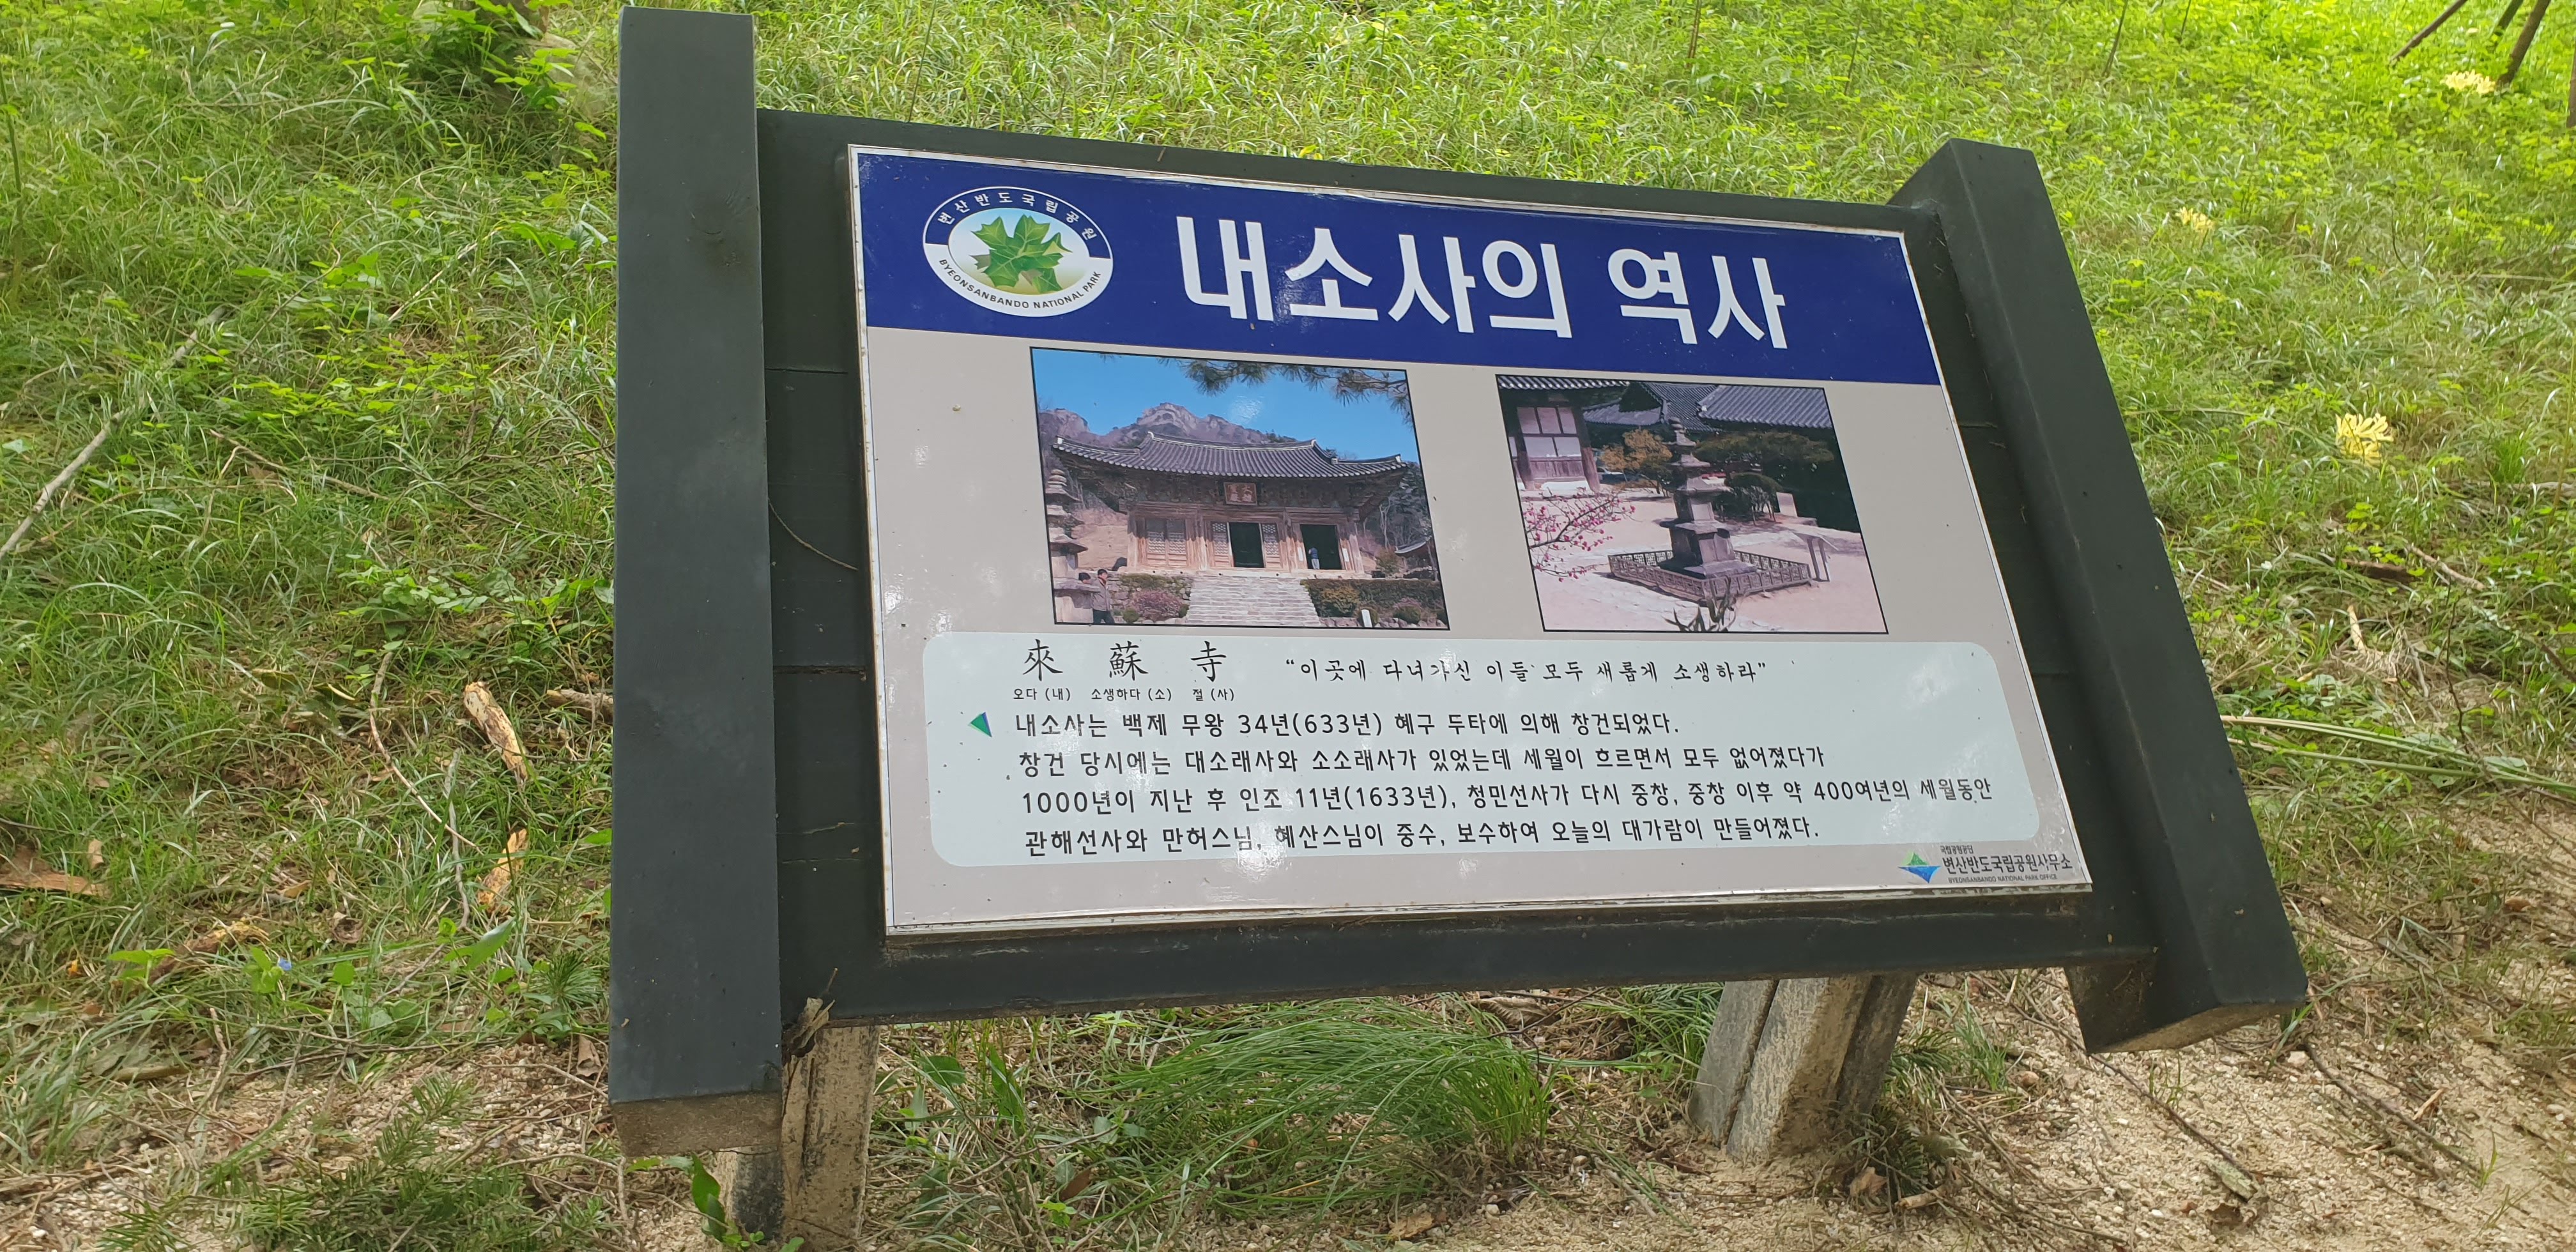 변산반도국립공원
BYEONSANBANDO NATIONAL PARK
내소사의 역사
來 蘇 寺 “이곳에 다녀가신 이들 모두 새롭게 소생하라”
오다 (내) 소생하다 (소) 절 (사)
내소사는 백제 무왕 34년(633년) 혜구 두타에 의해 창건되었다.
창건 당시에는 대소래사와 소소래사가 있었는데 세월이 흐르면서 모두 없어졌다가
1000년이 지난 후 인조 11년(1633년), 청민선사가 다시 중창, 중창 이후 약 400여년의 세월동안
관해선사와 만허스님, 혜산스님이 중수, 보수하여 오늘의 대가람이 만들어졌다.
국립공원공단
변산반도국립공원사무소
BYEONSANBANDO NATIONAL PARK OFFICE